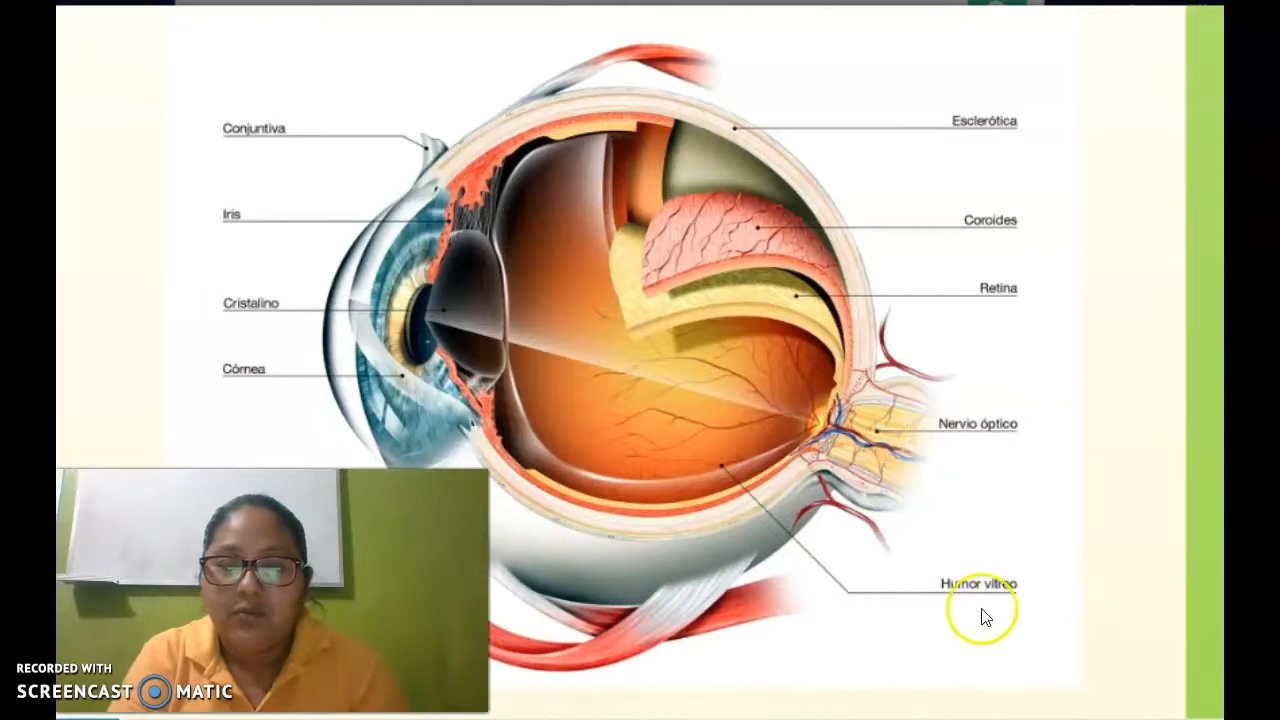 Conjuntiva
Esclerótica
Iris
Coroides
Retina
Cristalino
Córnea
Nervio óptico
Humor vítreo
RECORDED WITH
SCREENCAST MATIC